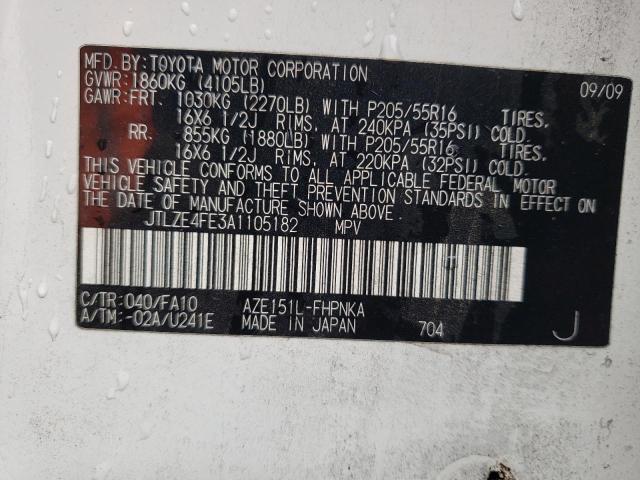 MFD.BY:TOYOTA MOTOR CORPORATION 09/09
GVWR:1860KG (4105LB)
GAWR:FRT. 1030KG (2270LB) WITH P205/55R16 TIRES,
16X6 1/2J RIMS, AT 240KPA (35PSI) COLD.
RR. 855KG (1880LB) WITH P205/55R16 TIRES,
16X6 1/2J RIMS, AT 220KPA (32PSI) COLD.
THIS VEHICLE CONFORMS TO ALL APPLICABLE FEDERAL MOTOR
VEHICLE SAFETY AND THEFT PREVENTION STANDARDS IN EFFECT ON
THE DATE OF MANUFACTURE SHOWN ABOVE.
JTLZE4FE3A1105182 MPV
C/TR:040/FA10 AZE151L-FHPNKA
A/TM:-02A/U241E MADE IN JAPAN 704 J